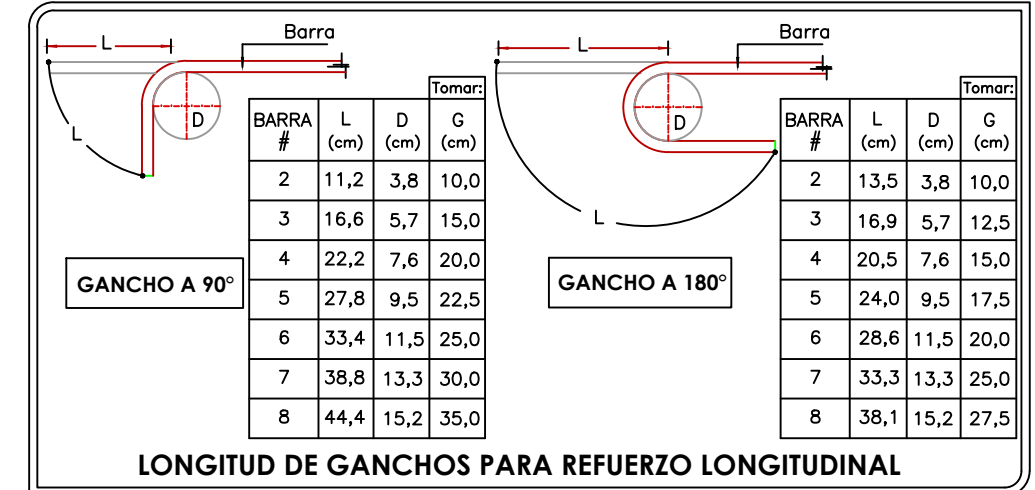 L
Barra
D
L
GANCHO A 90°
Tomar:
BARRA # L (cm) D (cm) G (cm)
2 11,2 3,8 10,0
3 16,6 5,7 15,0
4 22,2 7,6 20,0
5 27,8 9,5 22,5
6 33,4 11,5 25,0
7 38,8 13,3 30,0
8 44,4 15,2 35,0
L
Barra
D
L
GANCHO A 180°
Tomar:
BARRA # L (cm) D (cm) G (cm)
2 13,5 3,8 10,0
3 16,9 5,7 12,5
4 20,5 7,6 15,0
5 24,0 9,5 17,5
6 28,6 11,5 20,0
7 33,3 13,3 25,0
8 38,1 15,2 27,5
LONGITUD DE GANCHOS PARA REFUERZO LONGITUDINAL